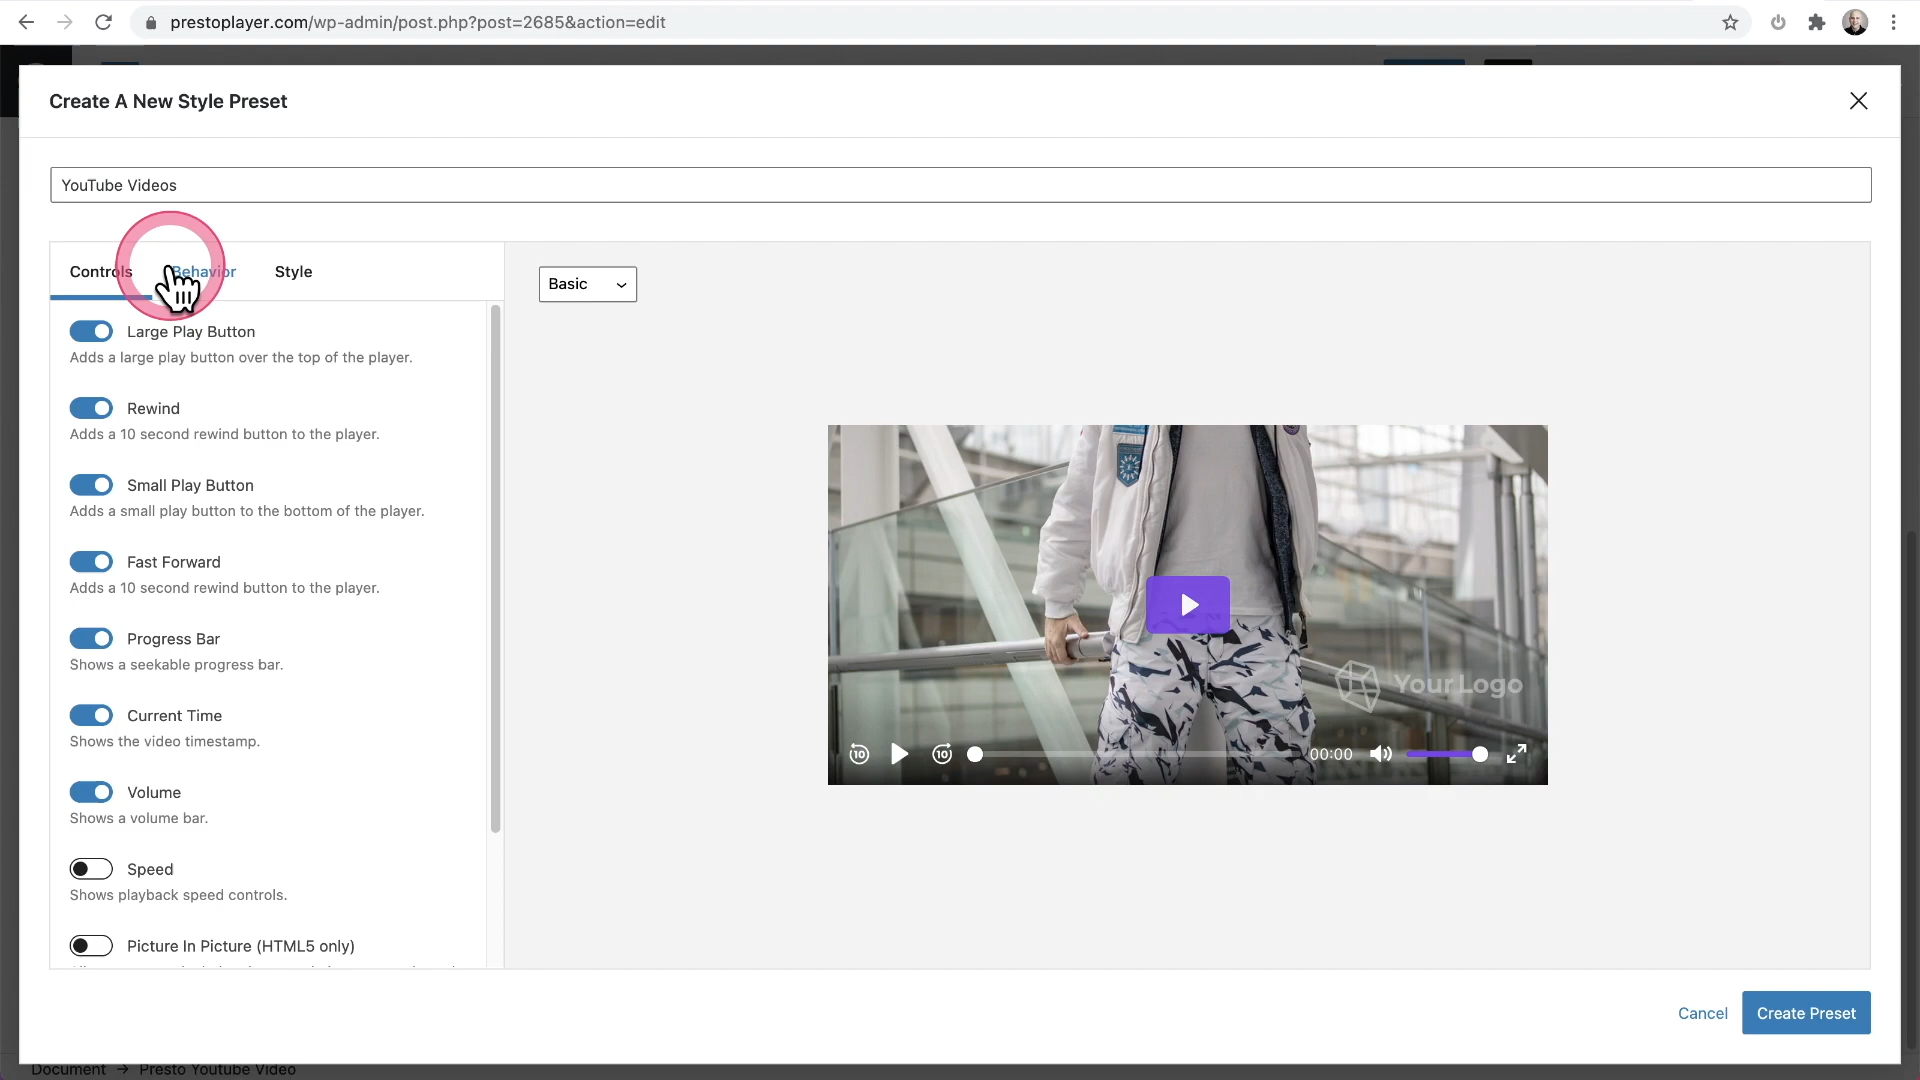 prestoplayer.com/wp-admin/post.php?post=2685&action=edit
Create A New Style Preset
YouTube Videos
Controls Behavior Style
Basic
Large Play Button
Adds a large play button over the top of the player.
Rewind
Adds a 10 second rewind button to the player.
Small Play Button
Adds a small play button to the bottom of the player.
Fast Forward
Adds a 10 second rewind button to the player.
Progress Bar
Shows a seekable progress bar.
Current Time
Shows the video timestamp.
Volume
Shows a volume bar.
Speed
Shows playback speed controls.
Picture In Picture (HTML5 only)
Your Logo
10 10 00:00
Cancel Create Preset
Document → Presto Youtube Video